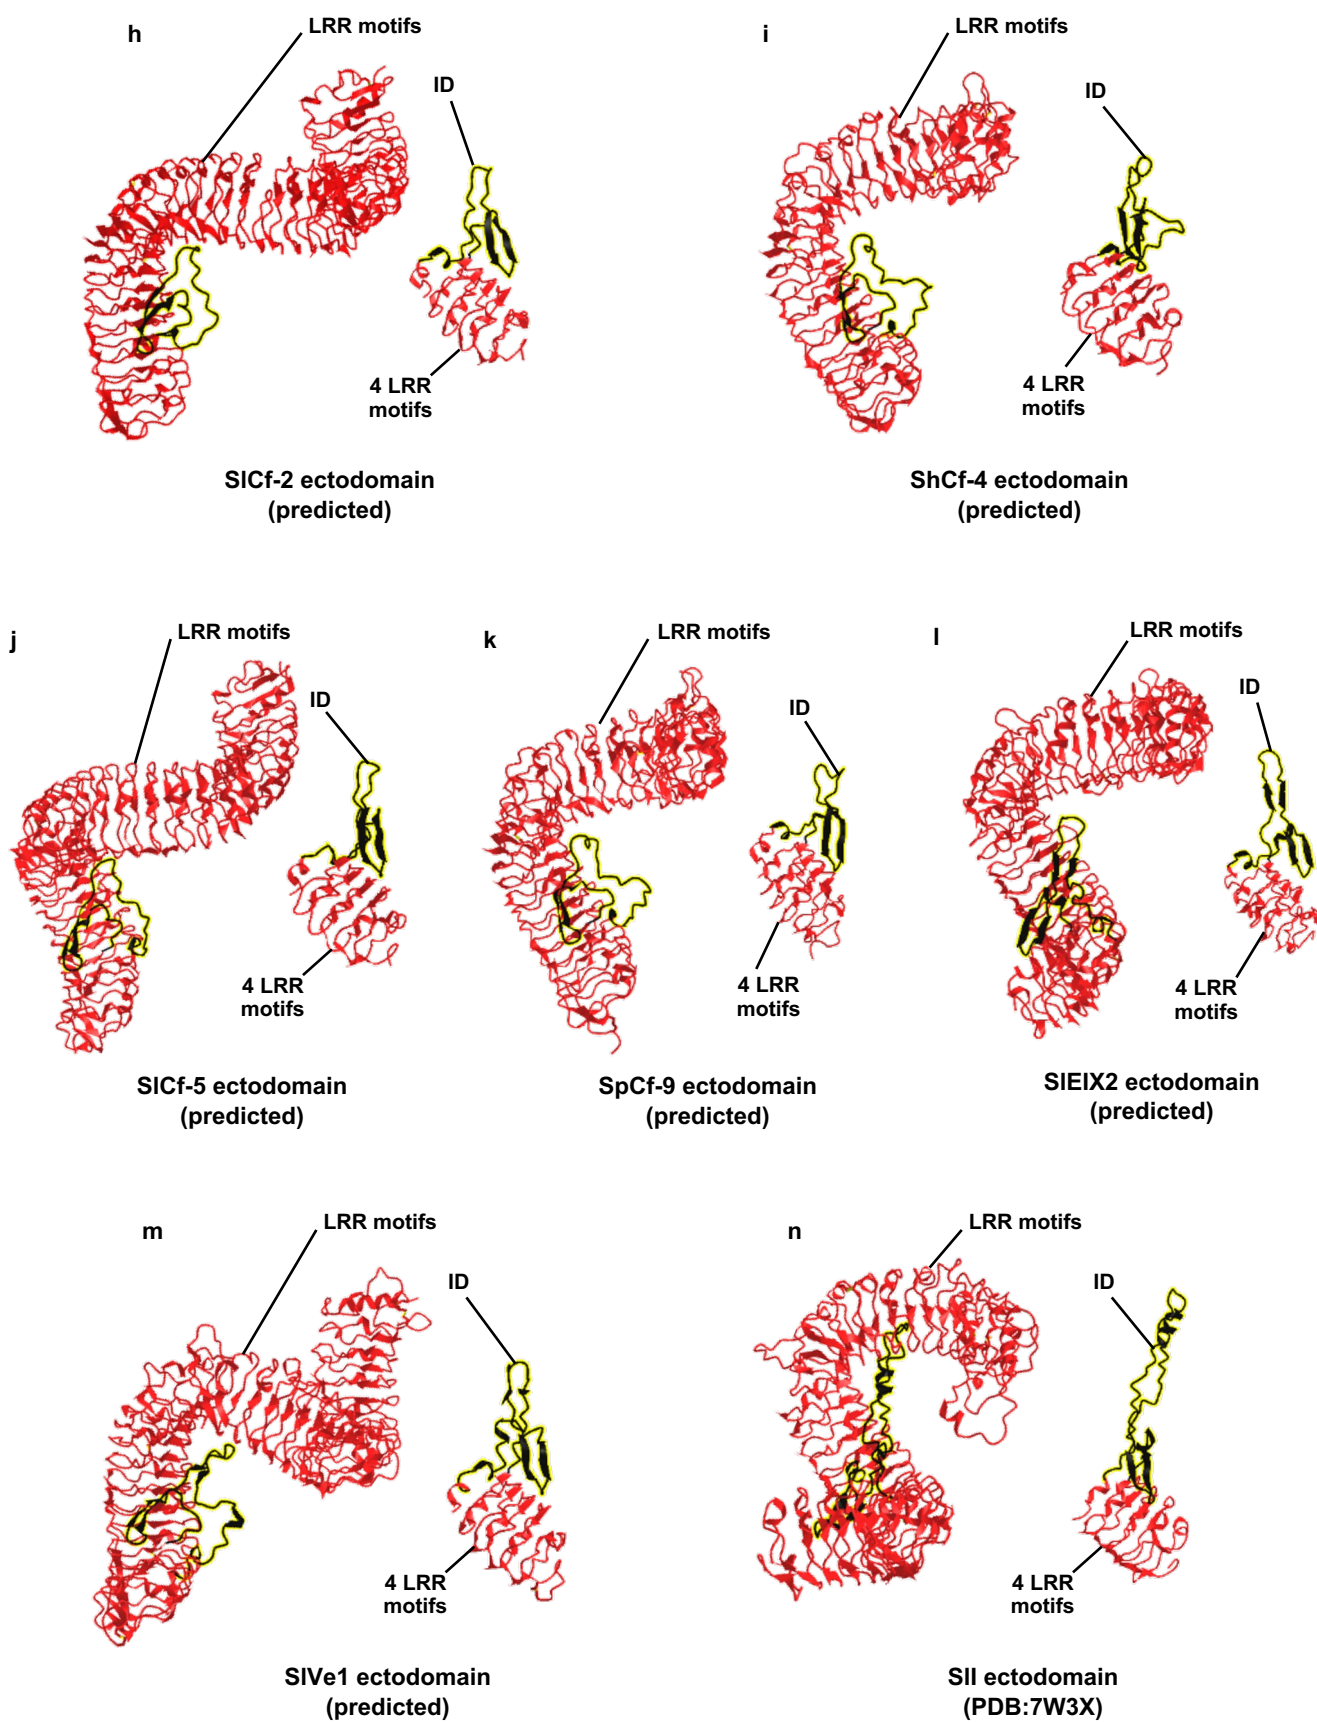 h
LRR motifs
ID
4 LRR
motifs
SlCf-2 ectodomain
(predicted)
i
LRR motifs
ID
4 LRR
motifs
ShCf-4 ectodomain
(predicted)
j
LRR motifs
ID
4 LRR
motifs
SlCf-5 ectodomain
(predicted)
k
LRR motifs
ID
4 LRR
motifs
SpCf-9 ectodomain
(predicted)
l
LRR motifs
ID
4 LRR
motifs
SlEIX2 ectodomain
(predicted)
m
LRR motifs
ID
4 LRR
motifs
SlVe1 ectodomain
(predicted)
n
LRR motifs
ID
4 LRR
motifs
SlI ectodomain
(PDB:7W3X)